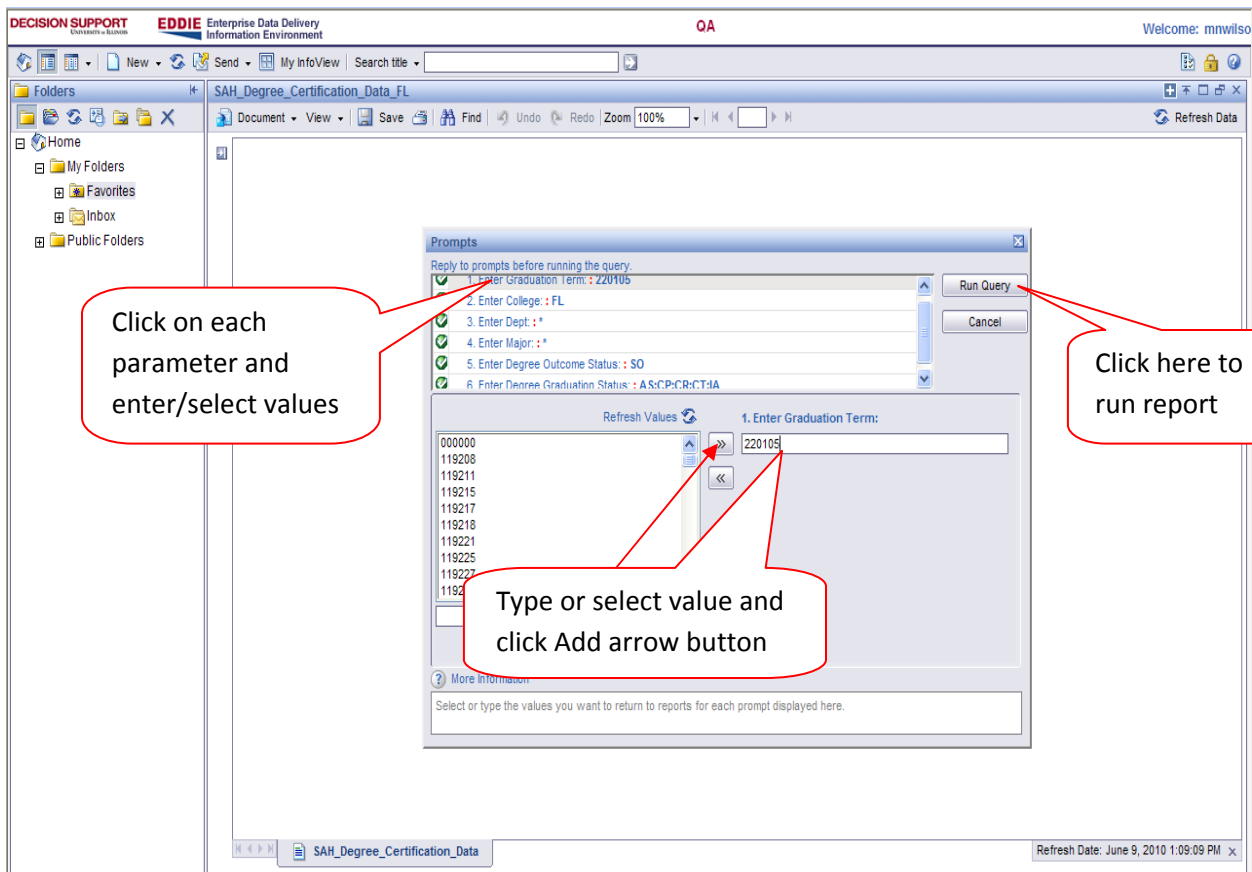 DECISION SUPPORT
UNIVERSITY OF ILLINOIS
EDDIE Enterprise Data Delivery
Information Environment
QA
Welcome: mnwilso
New Send My InfoView Search title
Folders
SAH_Degree_Certification_Data_FL
Document View Save Find Undo Redo Zoom 100% Refresh Data
Home
My Folders
Favorites
Inbox
Public Folders
Prompts
Reply to prompts before running the query.
1. Enter Graduation Term: : 220105
2. Enter College: : FL
3. Enter Dept: : *
4. Enter Major: : *
5. Enter Degree Outcome Status: : SO
6. Enter Degree Graduation Status: : AS;CP;CR;CT;IA
Run Query
Cancel
Click on each
parameter and
enter/select values
Click here to
run report
Refresh Values
1. Enter Graduation Term:
220105
000000
119208
119211
119215
119217
119218
119221
119225
119227
Type or select value and
click Add arrow button
More Information
Select or type the values you want to return to reports for each prompt displayed here.
SAH_Degree_Certification_Data
Refresh Date: June 9, 2010 1:09:09 PM